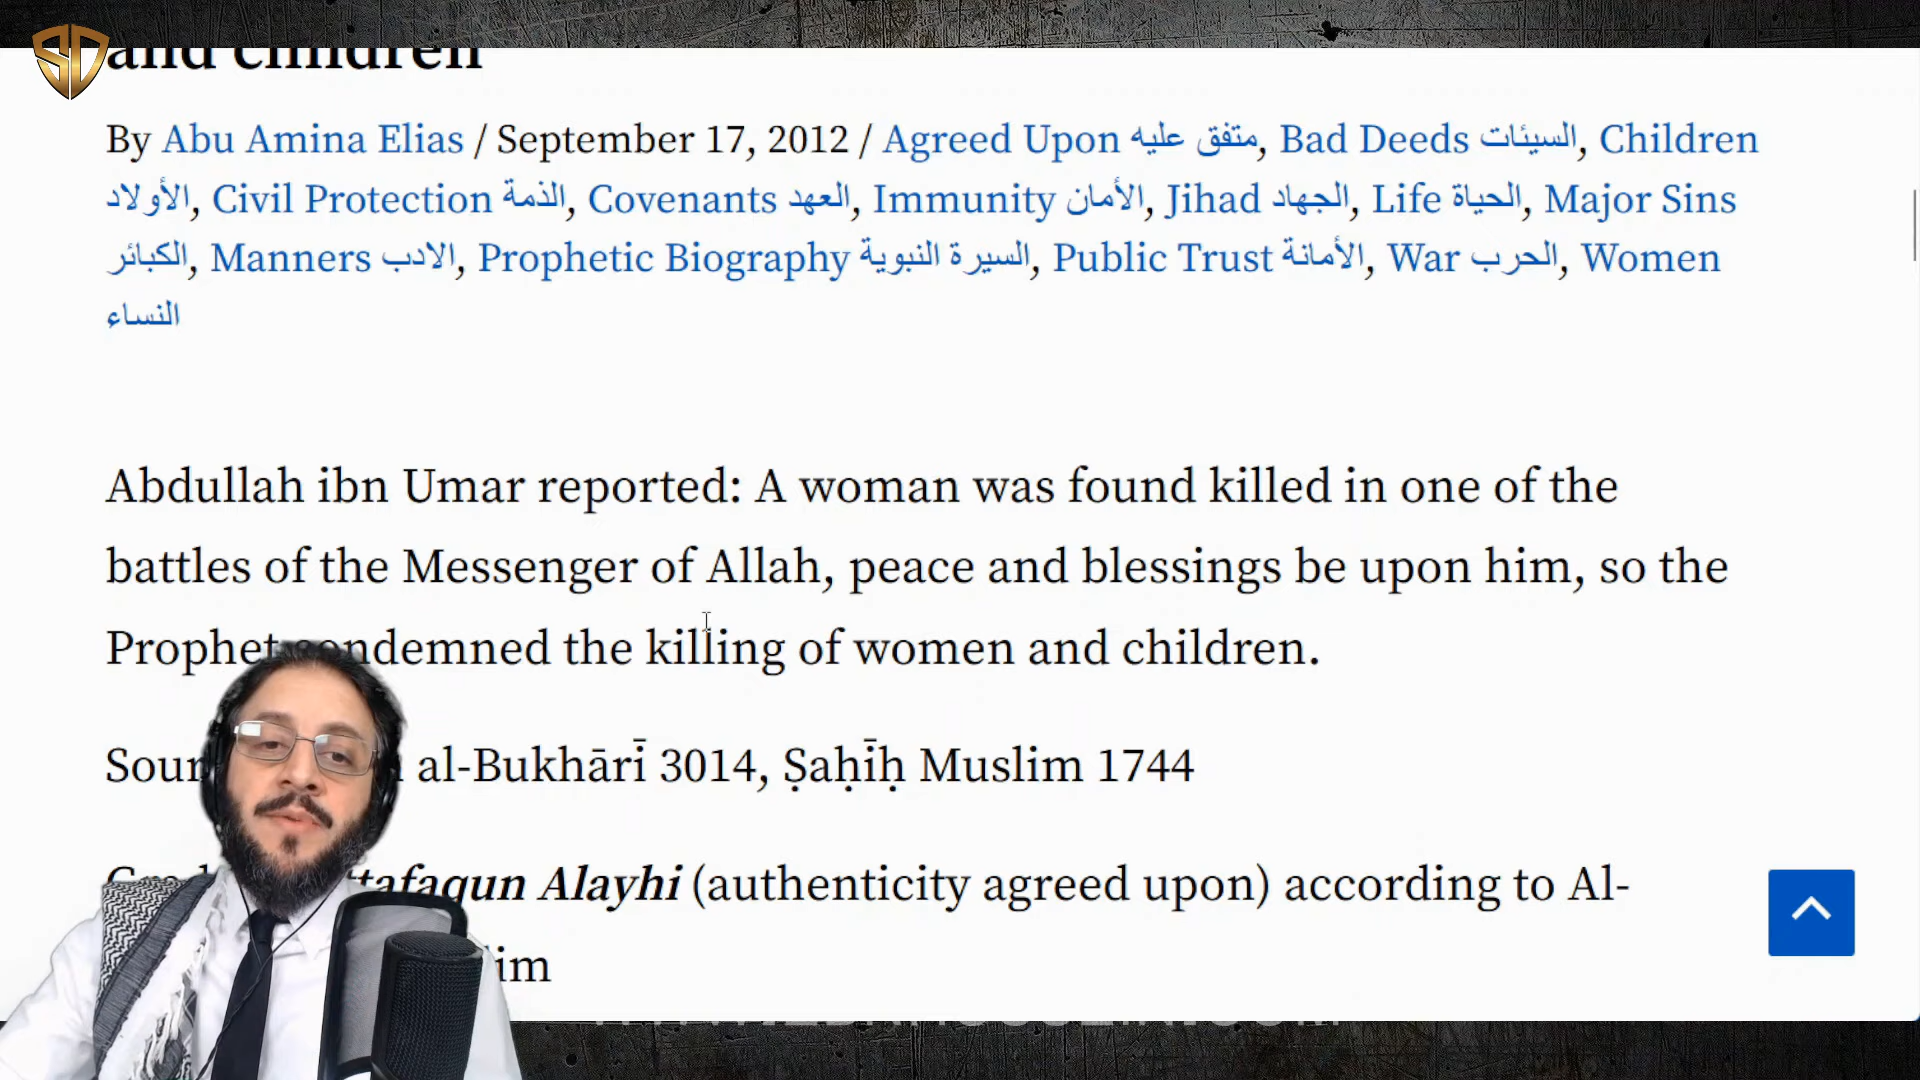 SD
and children
By Abu Amina Elias / September 17, 2012 / Agreed Upon متفق عليه, Bad Deeds السيئات, Children
الأولاد, Civil Protection الذمة, Covenants العهد, Immunity الأمان, Jihad الجهاد, Life الحياة, Major Sins
الكبائر, Manners الادب, Prophetic Biography السيرة النبوية, Public Trust الأمانة, War الحرب, Women
النساء
Abdullah ibn Umar reported: A woman was found killed in one of the
battles of the Messenger of Allah, peace and blessings be upon him, so the
Prophet condemned the killing of women and children.
al-Bukhārī 3014, Ṣaḥīḥ Muslim 1744
Alayhi (authenticity agreed upon) according to Al-